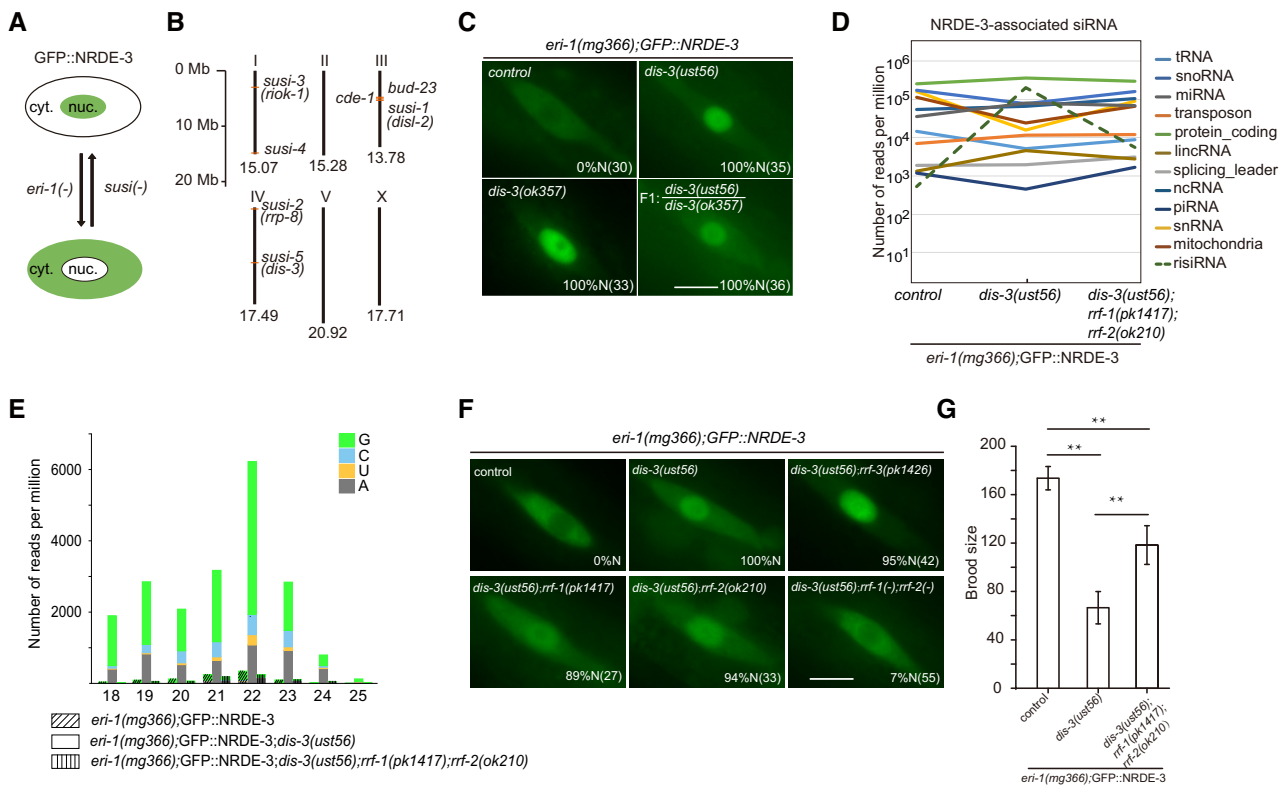 A
GFP::NRDE-3
cyt. nuc.
eri-1(-) susi(-)
cyt. nuc.
B
0 Mb
10 Mb
20 Mb
I
susi-3
(riok-1)
susi-4
15.07
II
15.28
III
cde-1
bud-23
susi-1
(disl-2)
13.78
IV
susi-2
(rrp-8)
susi-5
(dis-3)
17.49
V
20.92
X
17.71
C
eri-1(mg366);GFP::NRDE-3
control
0%N(30)
dis-3(ust56)
100%N(35)
dis-3(ok357)
100%N(33)
F1: dis-3(ust56)
dis-3(ok357)
100%N(36)
D
NRDE-3-associated siRNA
Number of reads per million
10^6
10^5
10^4
10^3
10^2
10^1
control
dis-3(ust56)
dis-3(ust56);
rrf-1(pk1417);
rrf-2(ok210)
eri-1(mg366);GFP::NRDE-3
tRNA
snoRNA
miRNA
transposon
protein_coding
lincRNA
splicing_leader
ncRNA
piRNA
snRNA
mitochondria
risiRNA
E
Number of reads per million
6000
4000
2000
G
C
U
A
18 19 20 21 22 23 24 25
eri-1(mg366);GFP::NRDE-3
eri-1(mg366);GFP::NRDE-3;dis-3(ust56)
eri-1(mg366);GFP::NRDE-3;dis-3(ust56);rrf-1(pk1417);rrf-2(ok210)
F
eri-1(mg366);GFP::NRDE-3
control
0%N
dis-3(ust56)
100%N
dis-3(ust56);rrf-3(pk1426)
95%N(42)
dis-3(ust56);rrf-1(pk1417)
89%N(27)
dis-3(ust56);rrf-2(ok210)
94%N(33)
dis-3(ust56);rrf-1(-);rrf-2(-)
7%N(55)
G
Brood size
200
160
120
80
40
0
**
**
**
control
dis-3(ust56)
dis-3(ust56);
rrf-1(pk1417);
rrf-2(ok210)
eri-1(mg366);GFP::NRDE-3